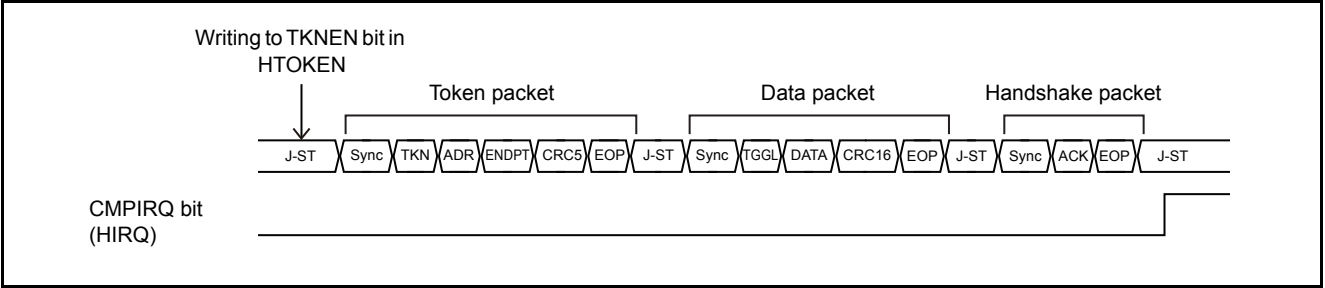 Writing to TKNEN bit in
HTOKEN
Token packet Data packet Handshake packet
J-ST Sync TKN ADR ENDPT CRC5 EOP J-ST Sync TGGL DATA CRC16 EOP J-ST Sync ACK EOP J-ST
CMPIRQ bit
(HIRQ)